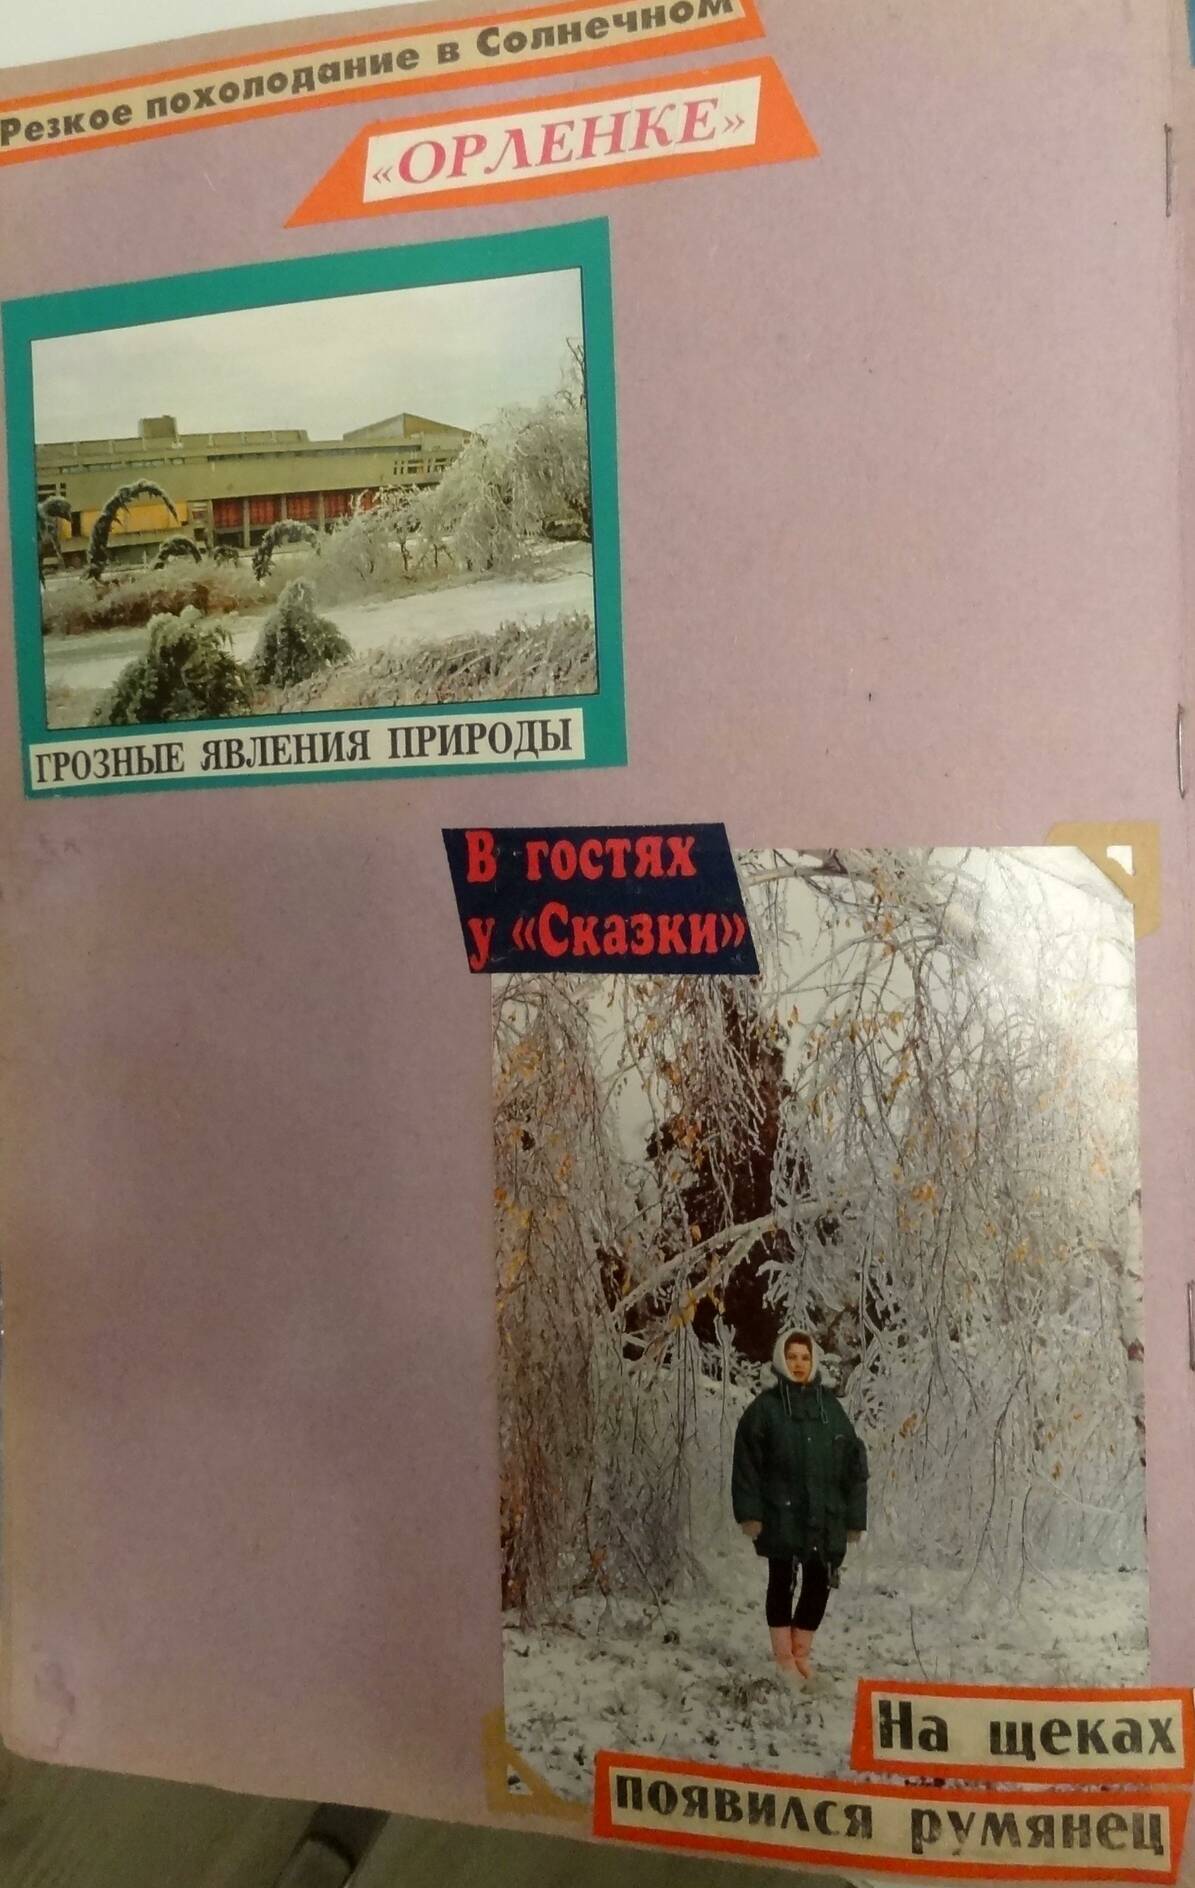 Резкое похолодание в Солнечном
«ОРЛЕНКЕ»
ГРОЗНЫЕ ЯВЛЕНИЯ ПРИРОДЫ
В гостях
у «Сказки»
На щеках
появился румянец